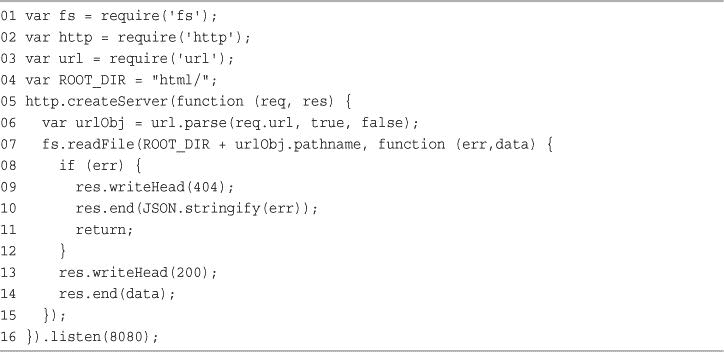 01 var fs = require('fs');
02 var http = require('http');
03 var url = require('url');
04 var ROOT_DIR = "html/";
05 http.createServer(function (req, res) {
06   var urlObj = url.parse(req.url, true, false);
07   fs.readFile(ROOT_DIR + urlObj.pathname, function (err,data) {
08     if (err) {
09       res.writeHead(404);
10       res.end(JSON.stringify(err));
11       return;
12     }
13     res.writeHead(200);
14     res.end(data);
15   });
16 }).listen(8080);